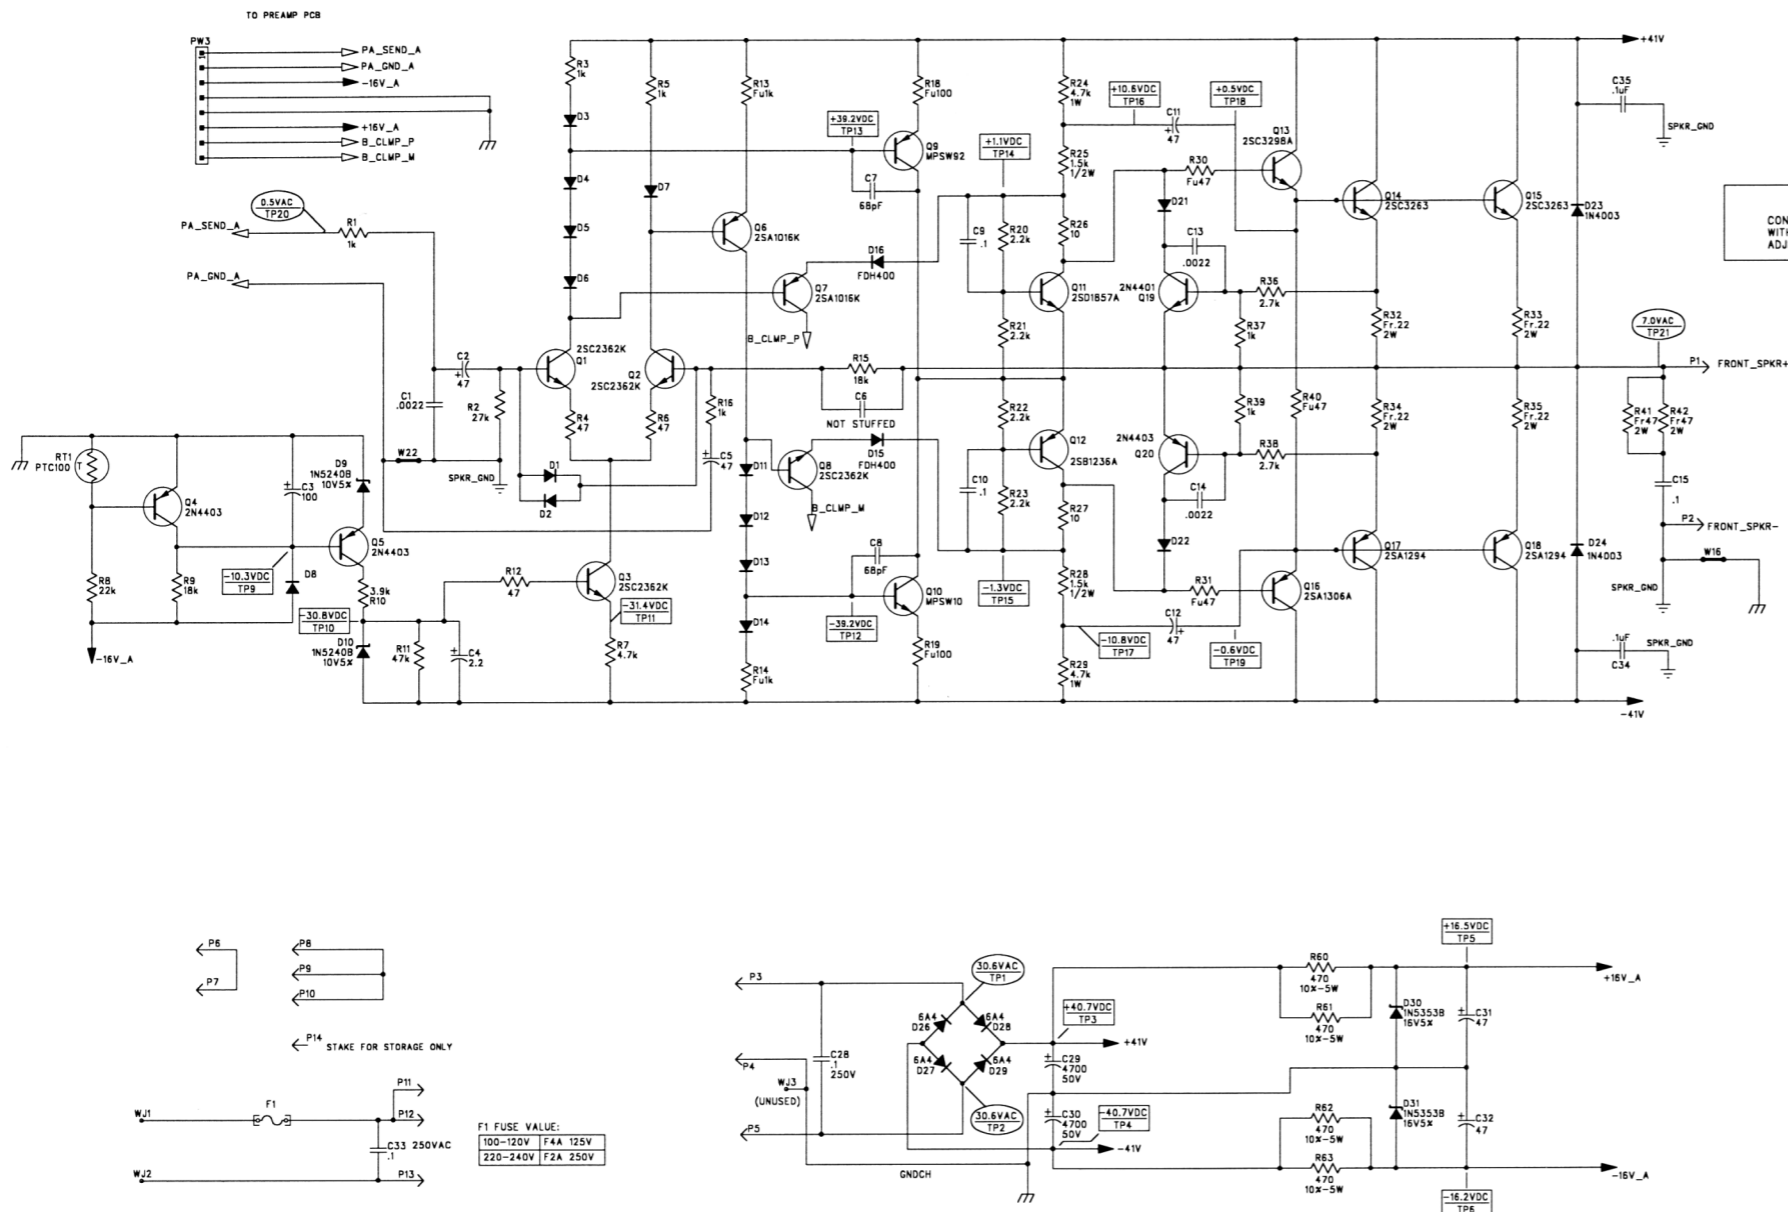 TO PREAMP PCB
PW3
1
PA_SEND_A
PA_GND_A
-16V_A
+16V_A
B_CLMP_P
B_CLMP_M
0.5VAC
TP20
PA_SEND_A
R1
1k
PA_GND_A
C2
47
C1
.0022
R2
27k
W22
SPKR_GND
RT1
PTC100
T
Q4
2N4403
C3
100
D9
1N5240B
10V5%
Q5
2N4403
-10.3VDC
TP9
D8
R8
22k
R9
18k
3.9k
R10
-30.8VDC
TP10
D10
1N5240B
10V5%
R11
47k
C4
2.2
-16V_A
R3
1k
D3
D4
D5
D6
2SC2362K
Q1
R4
47
D1
D2
R5
1k
D7
Q2
2SC2362K
R6
47
R16
1k
C5
47
R12
47
Q3
2SC2362K
-31.4VDC
TP11
R7
4.7k
R13
Fu1k
Q6
2SA1016K
Q7
2SA1016K
D16
FDH400
B_CLMP_P
R15
18k
C6
NOT STUFFED
D11
Q8
2SC2362K
D15
FDH400
B_CLMP_M
D12
D13
D14
R14
Fu1k
+39.2VDC
TP13
C7
68pF
R18
Fu100
Q9
MPSW92
C8
68pF
Q10
MPSW10
-39.2VDC
TP12
R19
Fu100
+1.1VDC
TP14
C9
.1
R20
2.2k
R21
2.2k
R22
2.2k
R23
2.2k
C10
.1
-1.3VDC
TP15
R24
4.7k
1W
R25
1.5k
1/2W
R26
10
Q11
2SD1857A
Q12
2SB1236A
R27
10
R28
1.5k
1/2W
R29
4.7k
1W
+10.6VDC
TP16
C11
47
+0.5VDC
TP18
R30
Fu47
Q13
2SC3298A
D21
C13
.0022
2N4401
Q19
R36
2.7k
R37
1k
R39
1k
2N4403
Q20
R38
2.7k
C14
.0022
D22
R31
Fu47
C12
47
-10.8VDC
TP17
-0.6VDC
TP19
Q16
2SA1306A
R40
Fu47
Q14
2SC3263
Q15
2SC3263
R32
Fr.22
2W
R33
Fr.22
2W
R34
Fr.22
2W
R35
Fr.22
2W
Q17
2SA1294
Q18
2SA1294
D23
1N4003
D24
1N4003
+41V
C35
.1uF
SPKR_GND
CON
WITH
ADJ
7.0VAC
TP21
P1
FRONT_SPKR+
R41
Fr47
2W
R42
Fr47
2W
C15
.1
P2
FRONT_SPKR-
W16
SPKR_GND
.1uF
C34
SPKR_GND
-41V
P6
P7
P8
P9
P10
P14 STAKE FOR STORAGE ONLY
WJ1
F1
P11
P12
C33 250VAC
.1
WJ2
P13
F1 FUSE VALUE:
100-120V F4A 125V
220-240V F2A 250V
P3
P4
P5
WJ3
(UNUSED)
C28
.1
250V
30.6VAC
TP1
6A4
D26
6A4
D28
6A4
D27
6A4
D29
30.6VAC
TP2
GNDCH
+40.7VDC
TP3
+41V
C29
4700
50V
C30
4700
50V
-40.7VDC
TP4
-41V
R60
470
10%-5W
R61
470
10%-5W
R62
470
10%-5W
R63
470
10%-5W
D30
1N5353B
16V5%
D31
1N5353B
16V5%
+16.5VDC
TP5
C31
47
C32
47
+16V_A
-16V_A
-16.2VDC
TP6